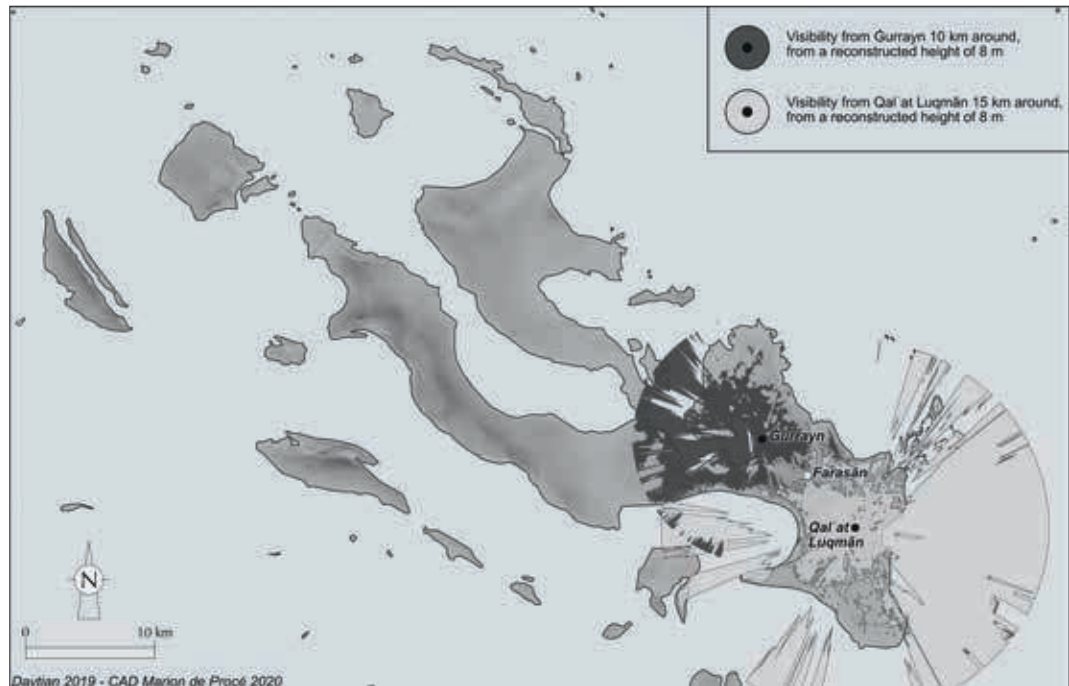 Visibility from Gurrayn 10 km around,
from a reconstructed height of 8 m
Visibility from Qal at Luqmān 15 km around,
from a reconstructed height of 8 m
Gurrayn
Farasān
Qal at
Luqmān
N
0 10 km
Davtian 2019 - CAD Marion de Procé 2020